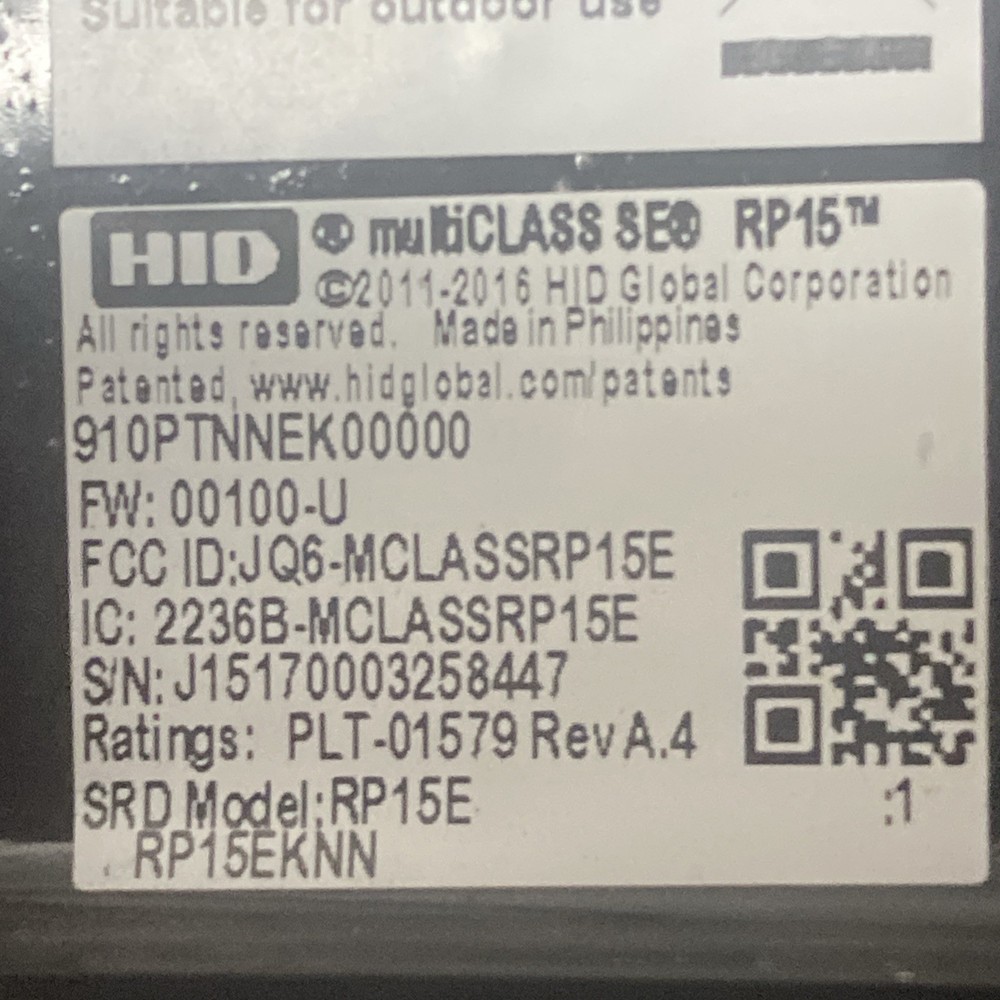 Suitable for outdoor use
HID multiCLASS SE® RP15™
©2011-2016 HID Global Corporation
All rights reserved. Made in Philippines
Patented, www.hidglobal.com/patents
910PTNNEK00000
FW: 00100-U
FCC ID:JQ6-MCLASSRP15E
IC: 2236B-MCLASSRP15E
S/N: J15170003258447
Ratings: PLT-01579 Rev A.4
SRD Model:RP15E :1
RP15EKNN